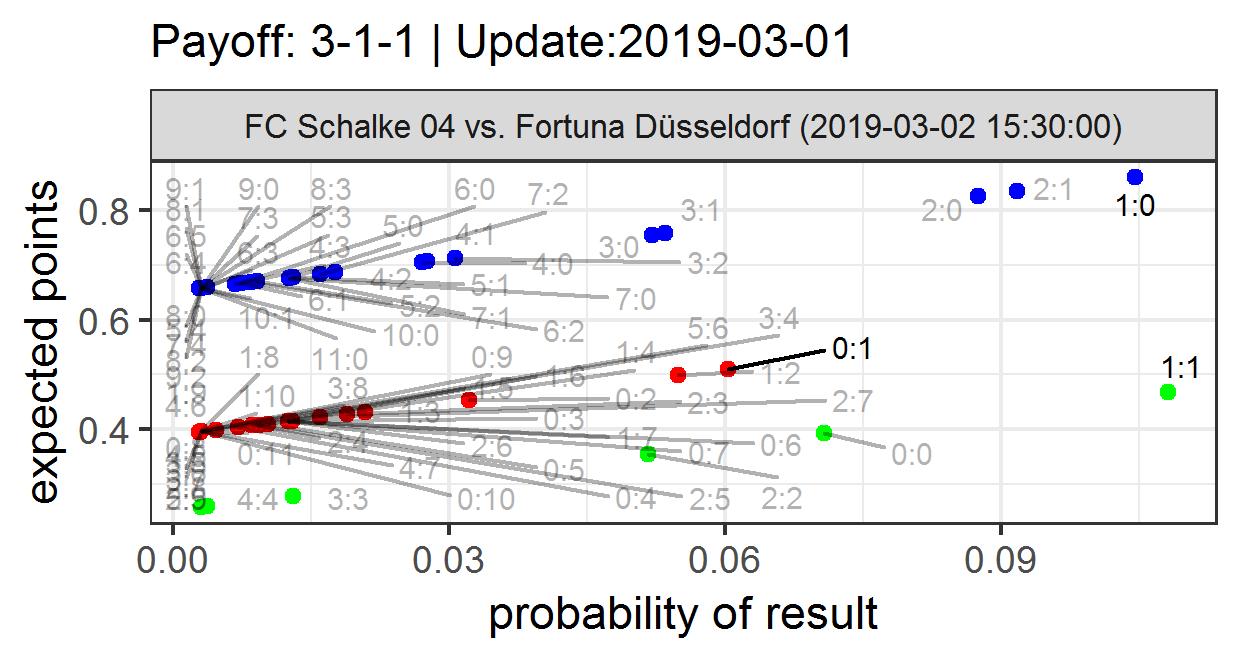 Payoff: 3-1-1 | Update:2019-03-01
FC Schalke 04 vs. Fortuna Düsseldorf (2019-03-02 15:30:00)
expected points
0.8
0.6
0.4
9:1 9:0 8:3 6:0 7:2
8:1 7:3 5:3 5:0 4:1 3:1 2:0 2:1 1:0
6:5 6:3 4:3 3:0
6:4 4:2 5:1 4:0 3:2
10:1 6:1 5:2 7:1 7:0
10:0 6:2 5:6 3:4
1:8 11:0 0:9 1:4 0:1
1:10 3:8 1:6 1:2 1:1
4:6 1:3 1:5 0:2 2:3 2:7
0:3
0:11 2:4 2:6 1:7 0:7 0:6 0:0
4:7 0:5
4:4 3:3 0:10 0:4 2:5 2:2
0.00 0.03 0.06 0.09
probability of result